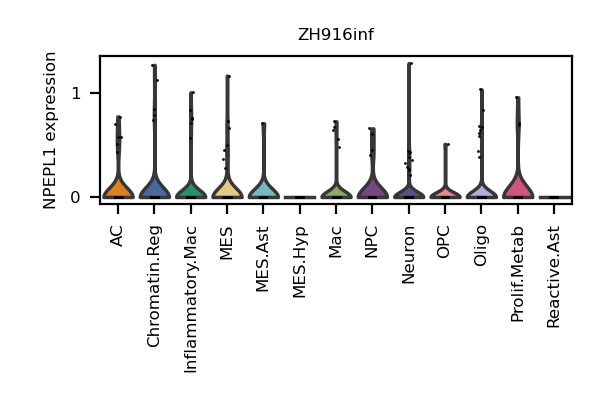 ZH916inf
NPEPL1 expression
1
0
AC
Chromatin.Reg
Inflammatory.Mac
MES
MES.Ast
MES.Hyp
Mac
NPC
Neuron
OPC
Oligo
Prolif.Metab
Reactive.Ast